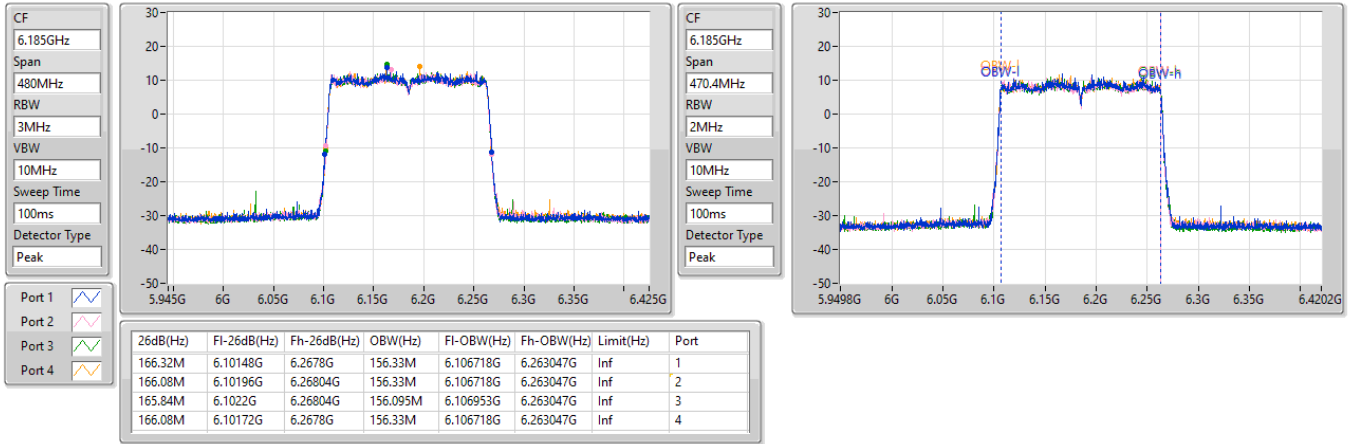 CF
6.185GHz
Span
480MHz
RBW
3MHz
VBW
10MHz
Sweep Time
100ms
Detector Type
Peak
30
20
10
0
-10
-20
-30
-40
-50
5.945G 6G 6.05G 6.1G 6.15G 6.2G 6.25G 6.3G 6.35G 6.425G
CF
6.185GHz
Span
470.4MHz
RBW
2MHz
VBW
10MHz
Sweep Time
100ms
Detector Type
Peak
30
20
10
0
-10
-20
-30
-40
-50
OBW-l OBW-h
5.9498G 6G 6.05G 6.1G 6.15G 6.2G 6.25G 6.3G 6.35G 6.4202G
Port 1
Port 2
Port 3
Port 4
26dB(Hz) Fl-26dB(Hz) Fh-26dB(Hz) OBW(Hz) Fl-OBW(Hz) Fh-OBW(Hz) Limit(Hz) Port
166.32M 6.10148G 6.2678G 156.33M 6.106718G 6.263047G Inf 1
166.08M 6.10196G 6.26804G 156.33M 6.106718G 6.263047G Inf 2
165.84M 6.1022G 6.26804G 156.095M 6.106953G 6.263047G Inf 3
166.08M 6.10172G 6.2678G 156.33M 6.106718G 6.263047G Inf 4